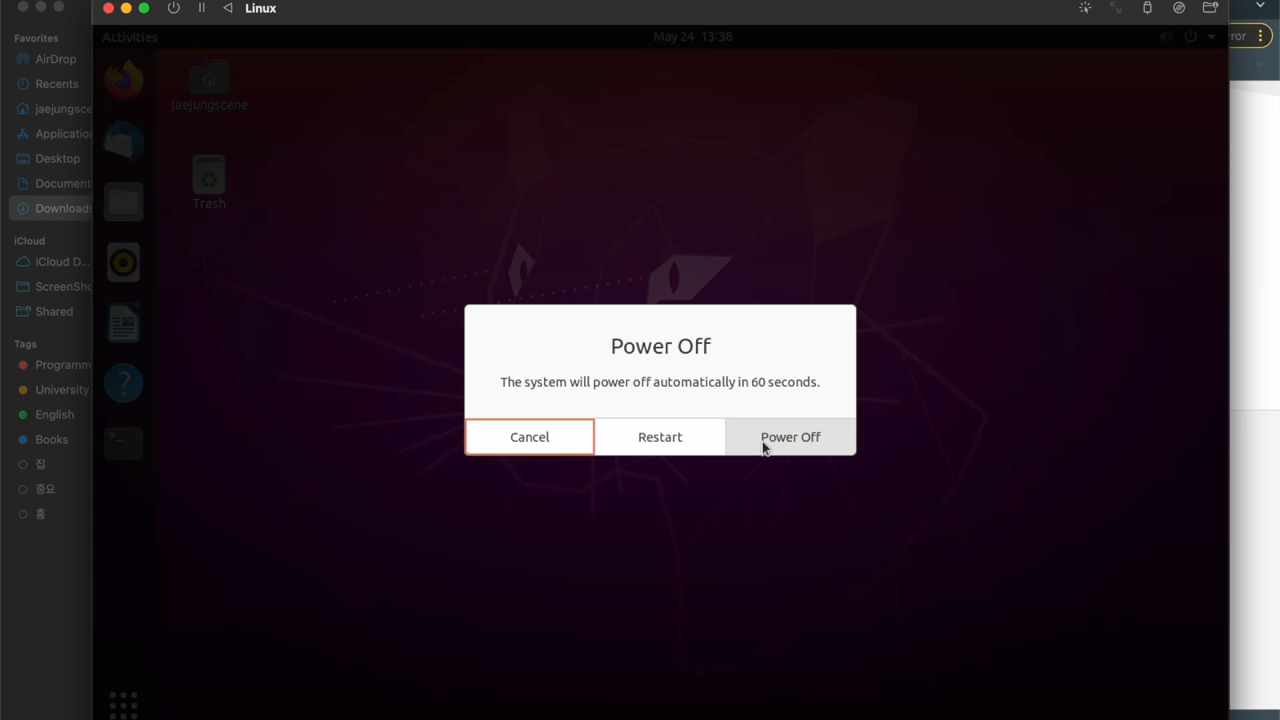 Linux
Favorites
AirDrop
Recents
jaejungsce
Applicatio
Desktop
Document
Downloads
iCloud
iCloud D...
ScreenSho
Shared
Tags
Programm
University
English
Books
집
중요
홈
Activities
May 24 13:38
ror
jaejungscene
Trash
Power Off
The system will power off automatically in 60 seconds.
Cancel
Restart
Power Off